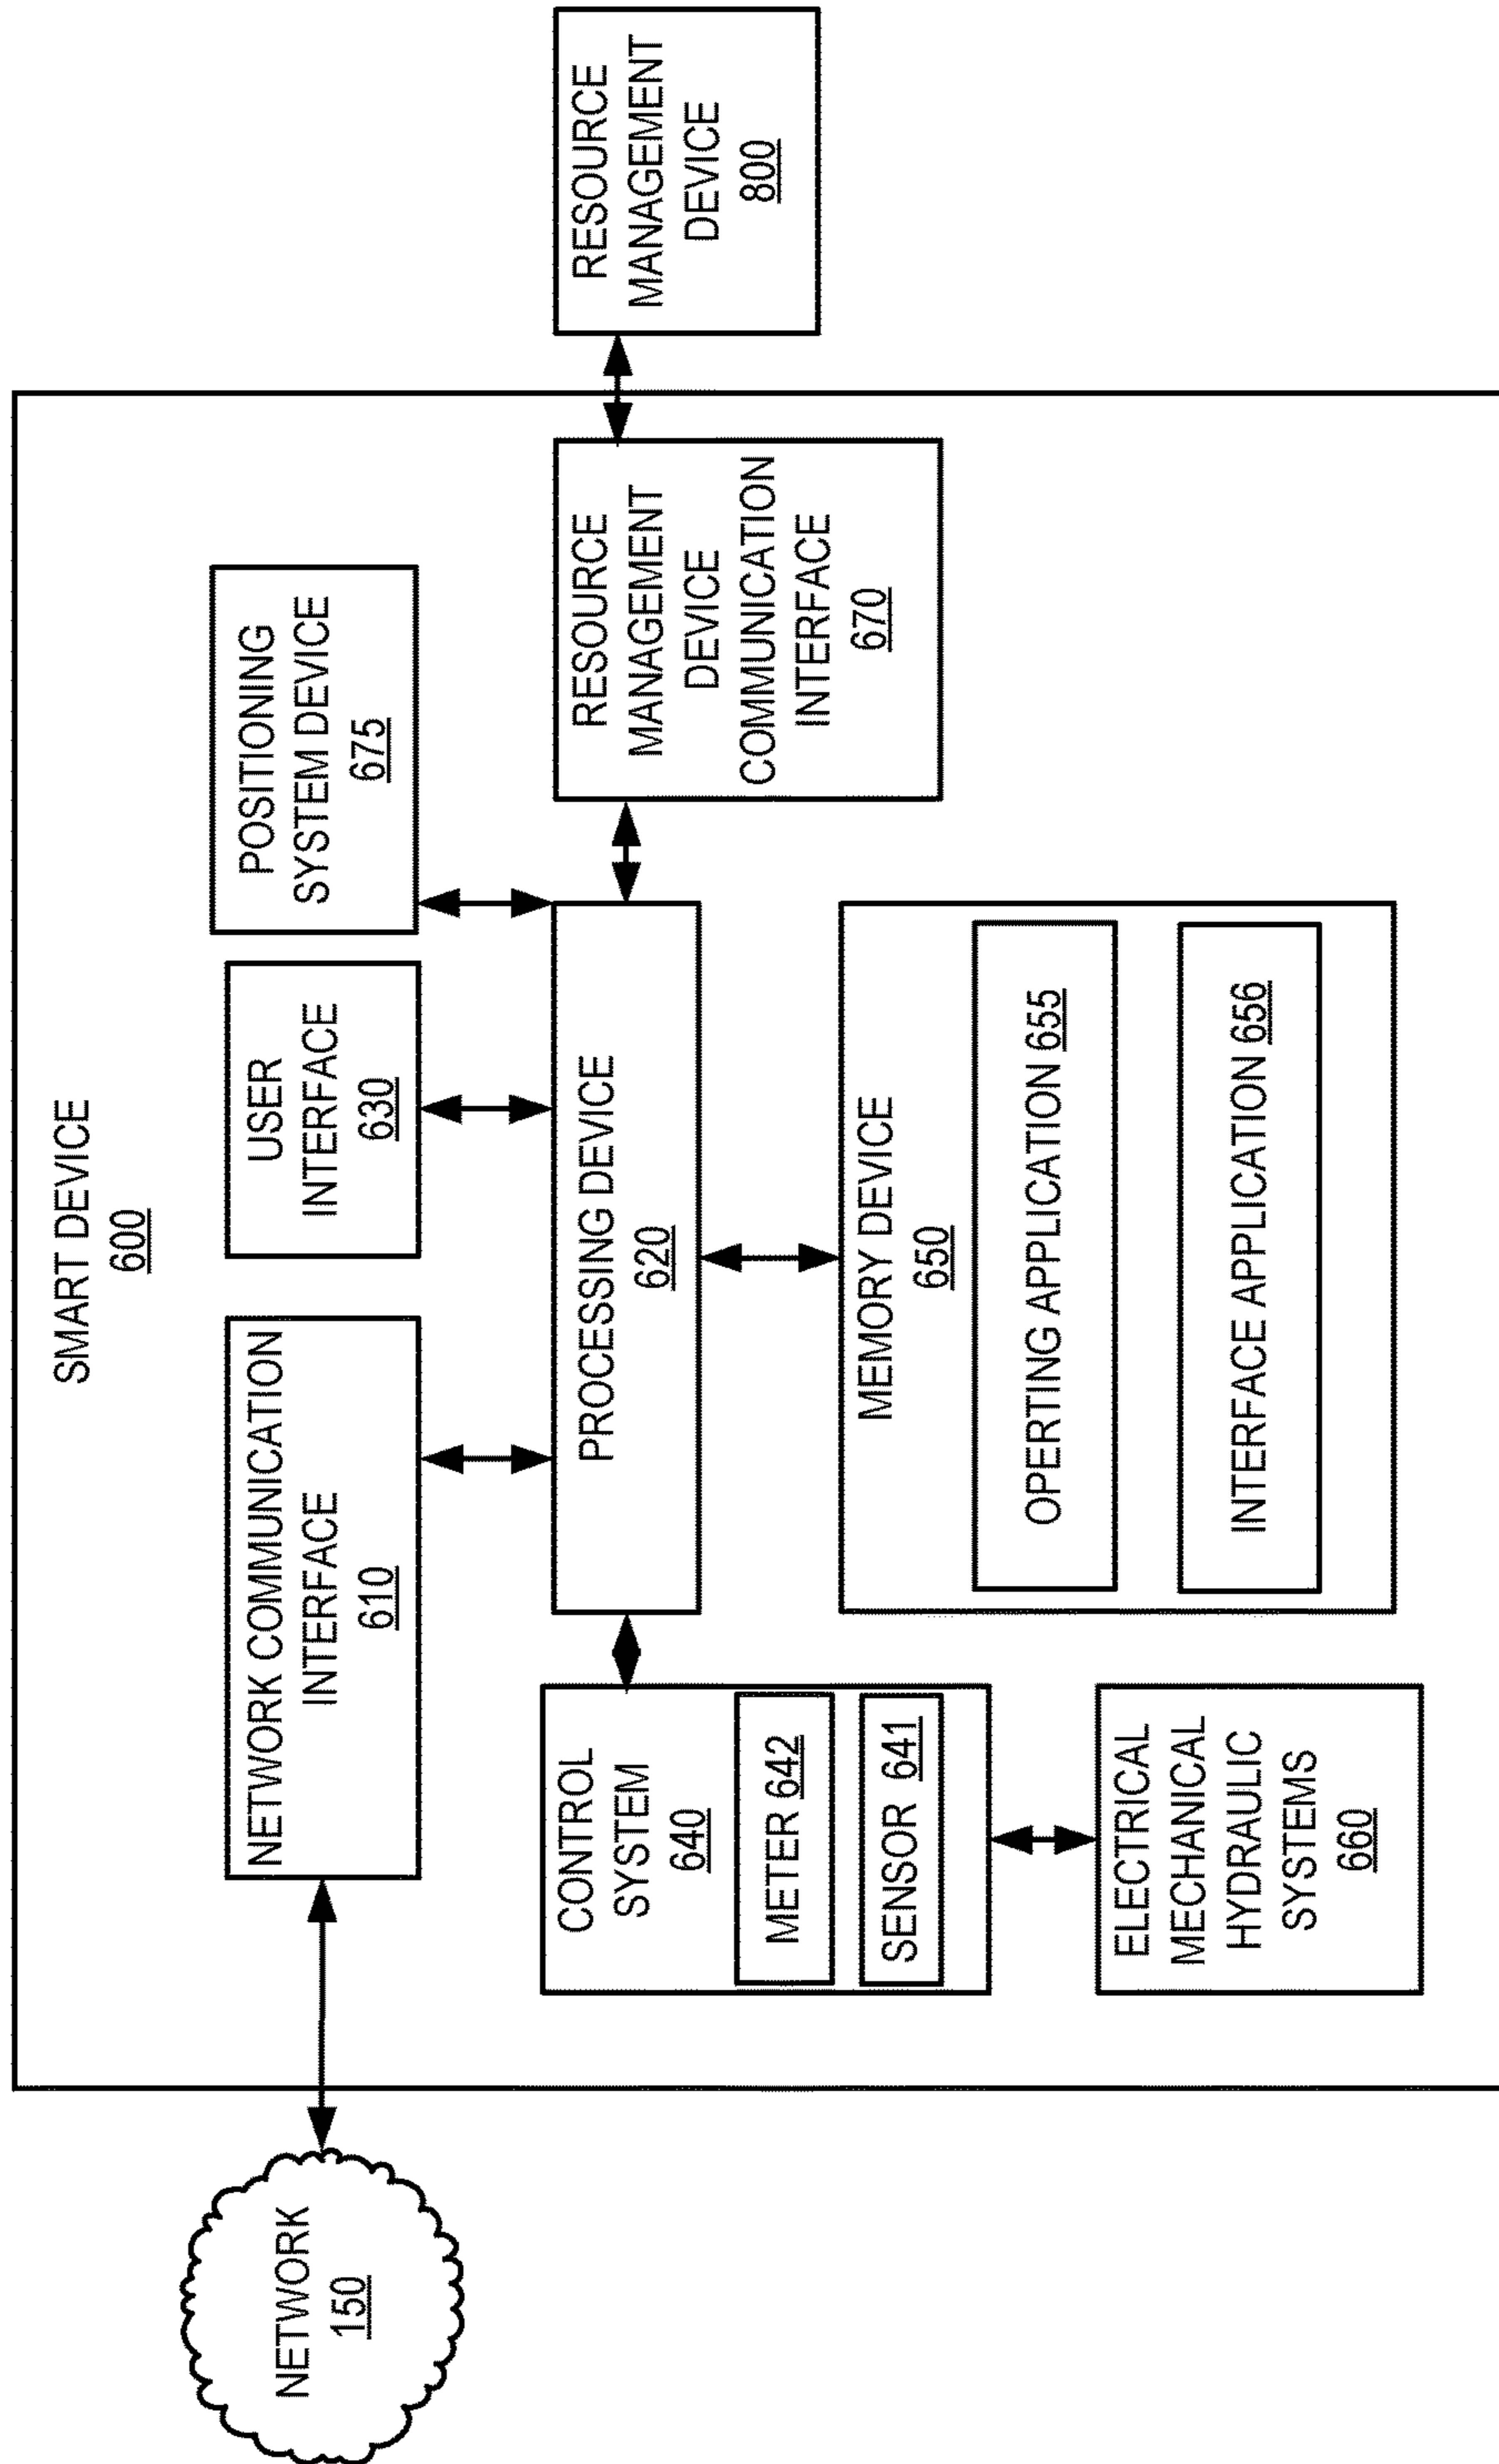 SMART DEVICE
600
NETWORK
150
NETWORK COMMUNICATION
INTERFACE
610
USER
INTERFACE
630
POSITIONING
SYSTEM DEVICE
675
CONTROL
SYSTEM
640
METER 642
SENSOR 641
PROCESSING DEVICE
620
RESOURCE
MANAGEMENT
DEVICE
COMMUNICATION
INTERFACE
670
RESOURCE
MANAGEMENT
DEVICE
800
MEMORY DEVICE
650
OPERTING APPLICATION 655
INTERFACE APPLICATION 656
ELECTRICAL
MECHANICAL
HYDRAULIC
SYSTEMS
660